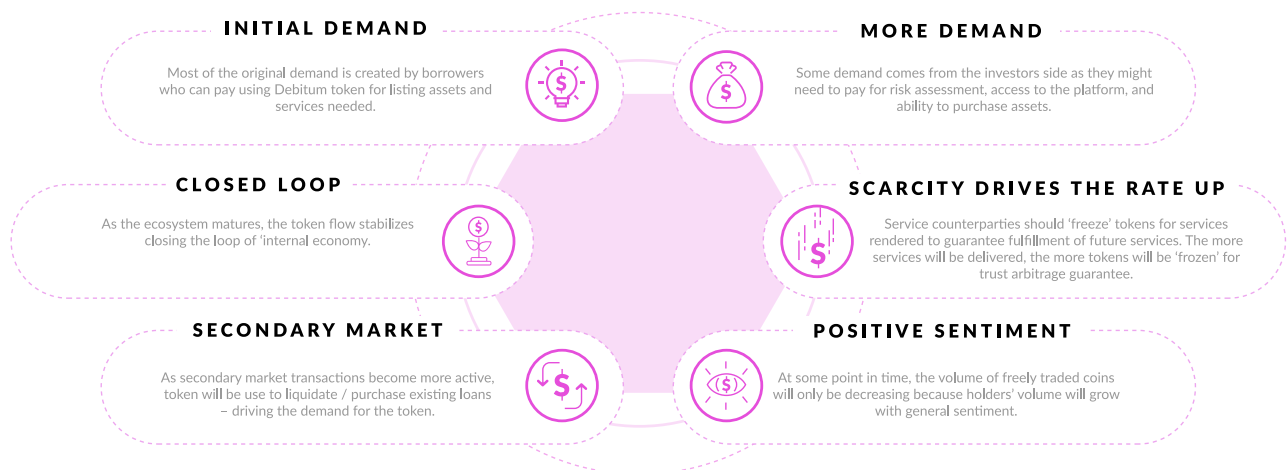 INITIAL DEMAND
Most of the original demand is created by borrowers
who can pay using Debitum token for listing assets and
services needed.
MORE DEMAND
Some demand comes from the investors side as they might
need to pay for risk assessment, access to the platform, and
ability to purchase assets.
CLOSED LOOP
As the ecosystem matures, the token flow stabilizes
closing the loop of 'internal economy.
SCARCITY DRIVES THE RATE UP
Service counterparties should 'freeze' tokens for services
rendered to guarantee fulfillment of future services. The more
services will be delivered, the more tokens will be 'frozen' for
trust arbitrage guarantee.
SECONDARY MARKET
As secondary market transactions become more active,
token will be use to liquidate / purchase existing loans
– driving the demand for the token.
POSITIVE SENTIMENT
At some point in time, the volume of freely traded coins
will only be decreasing because holders' volume will grow
with general sentiment.